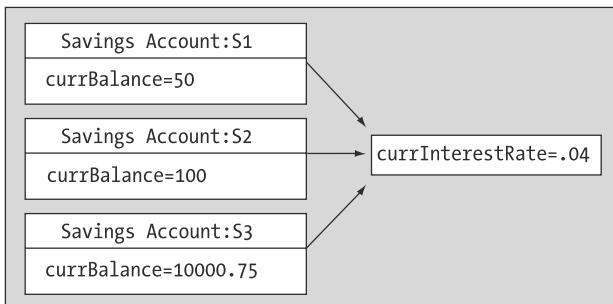 Savings Account:S1
currBalance=50
Savings Account:S2
currBalance=100
currInterestRate=.04
Savings Account:S3
currBalance=10000.75